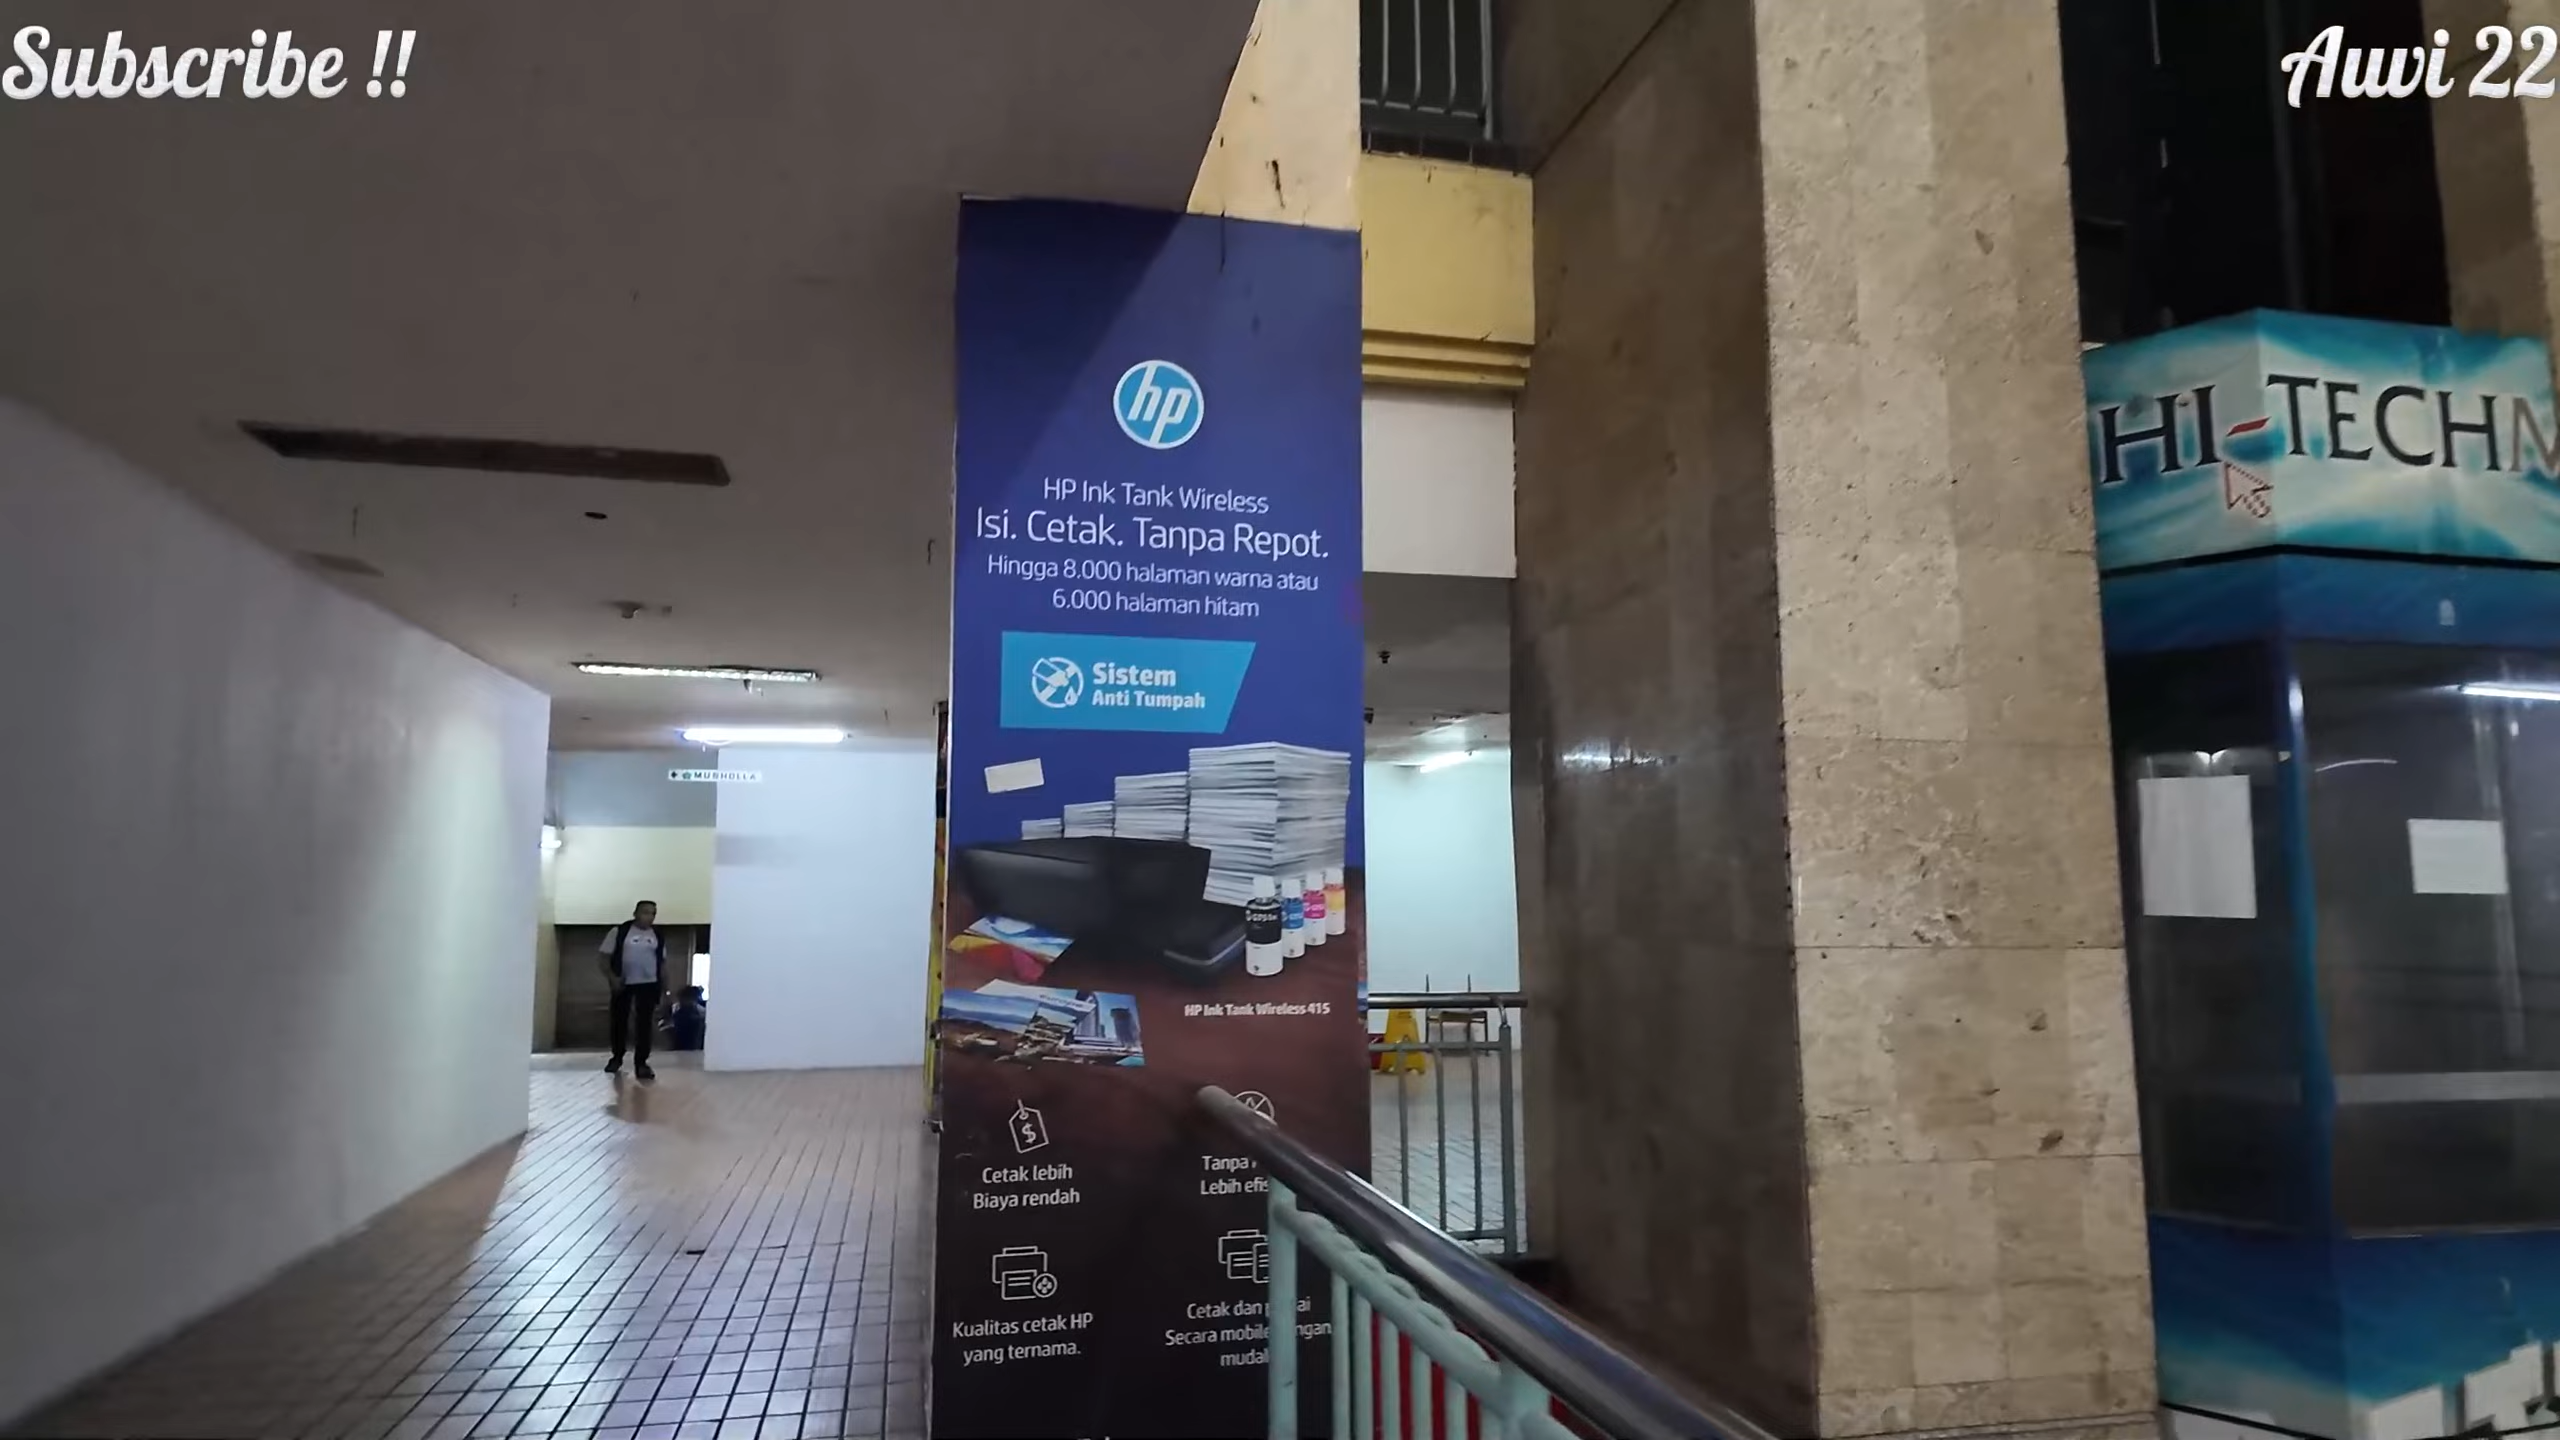 Subscribe !!
Auvi 22
hp
HP Ink Tank Wireless
Isi. Cetak. Tanpa Repot.
Hingga 8.000 halaman warna atau
6.000 halaman hitam
Sistem
Anti Tumpah
HP Ink Tank Wireless 415
Cetak lebih
Biaya rendah
Tanpa
Lebih
Kualitas cetak HP
yang ternama.
Cetak dan
Secara mobile
HI-TECH
MUSHOLLA